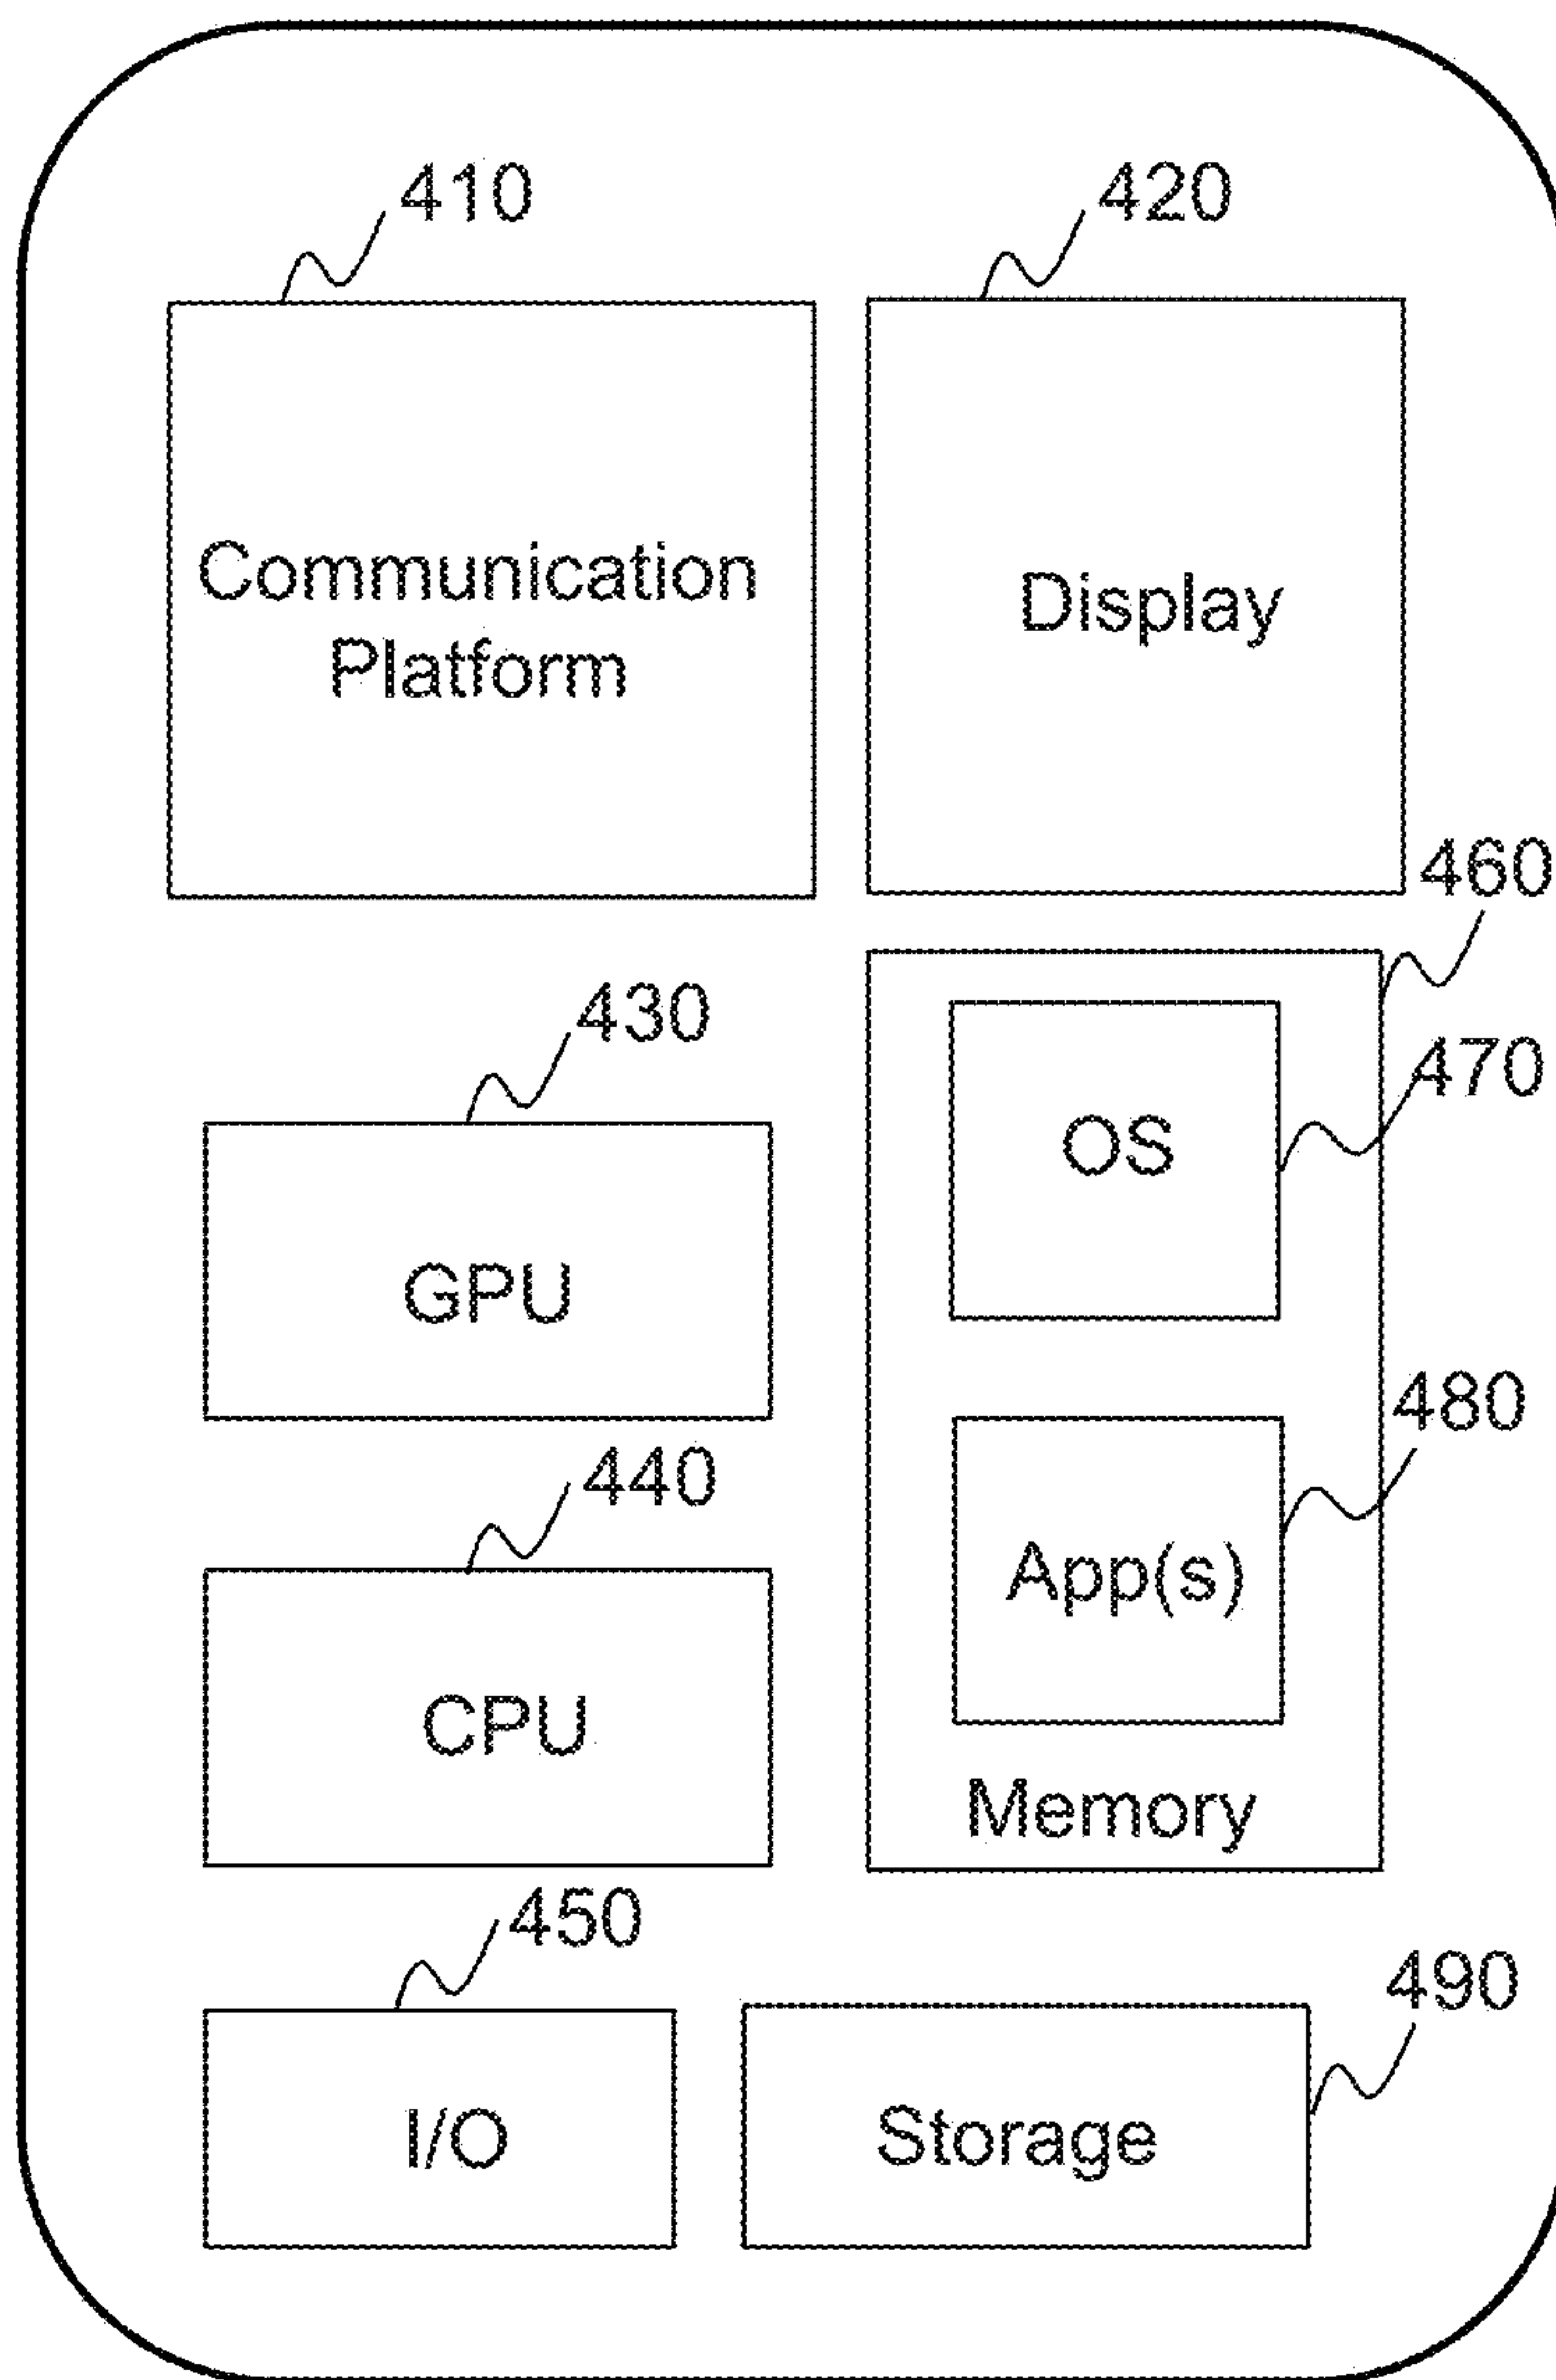 410
420
Communication
Platform
Display
460
430
470
OS
GPU
480
440
App(s)
CPU
Memory
450
490
I/O
Storage